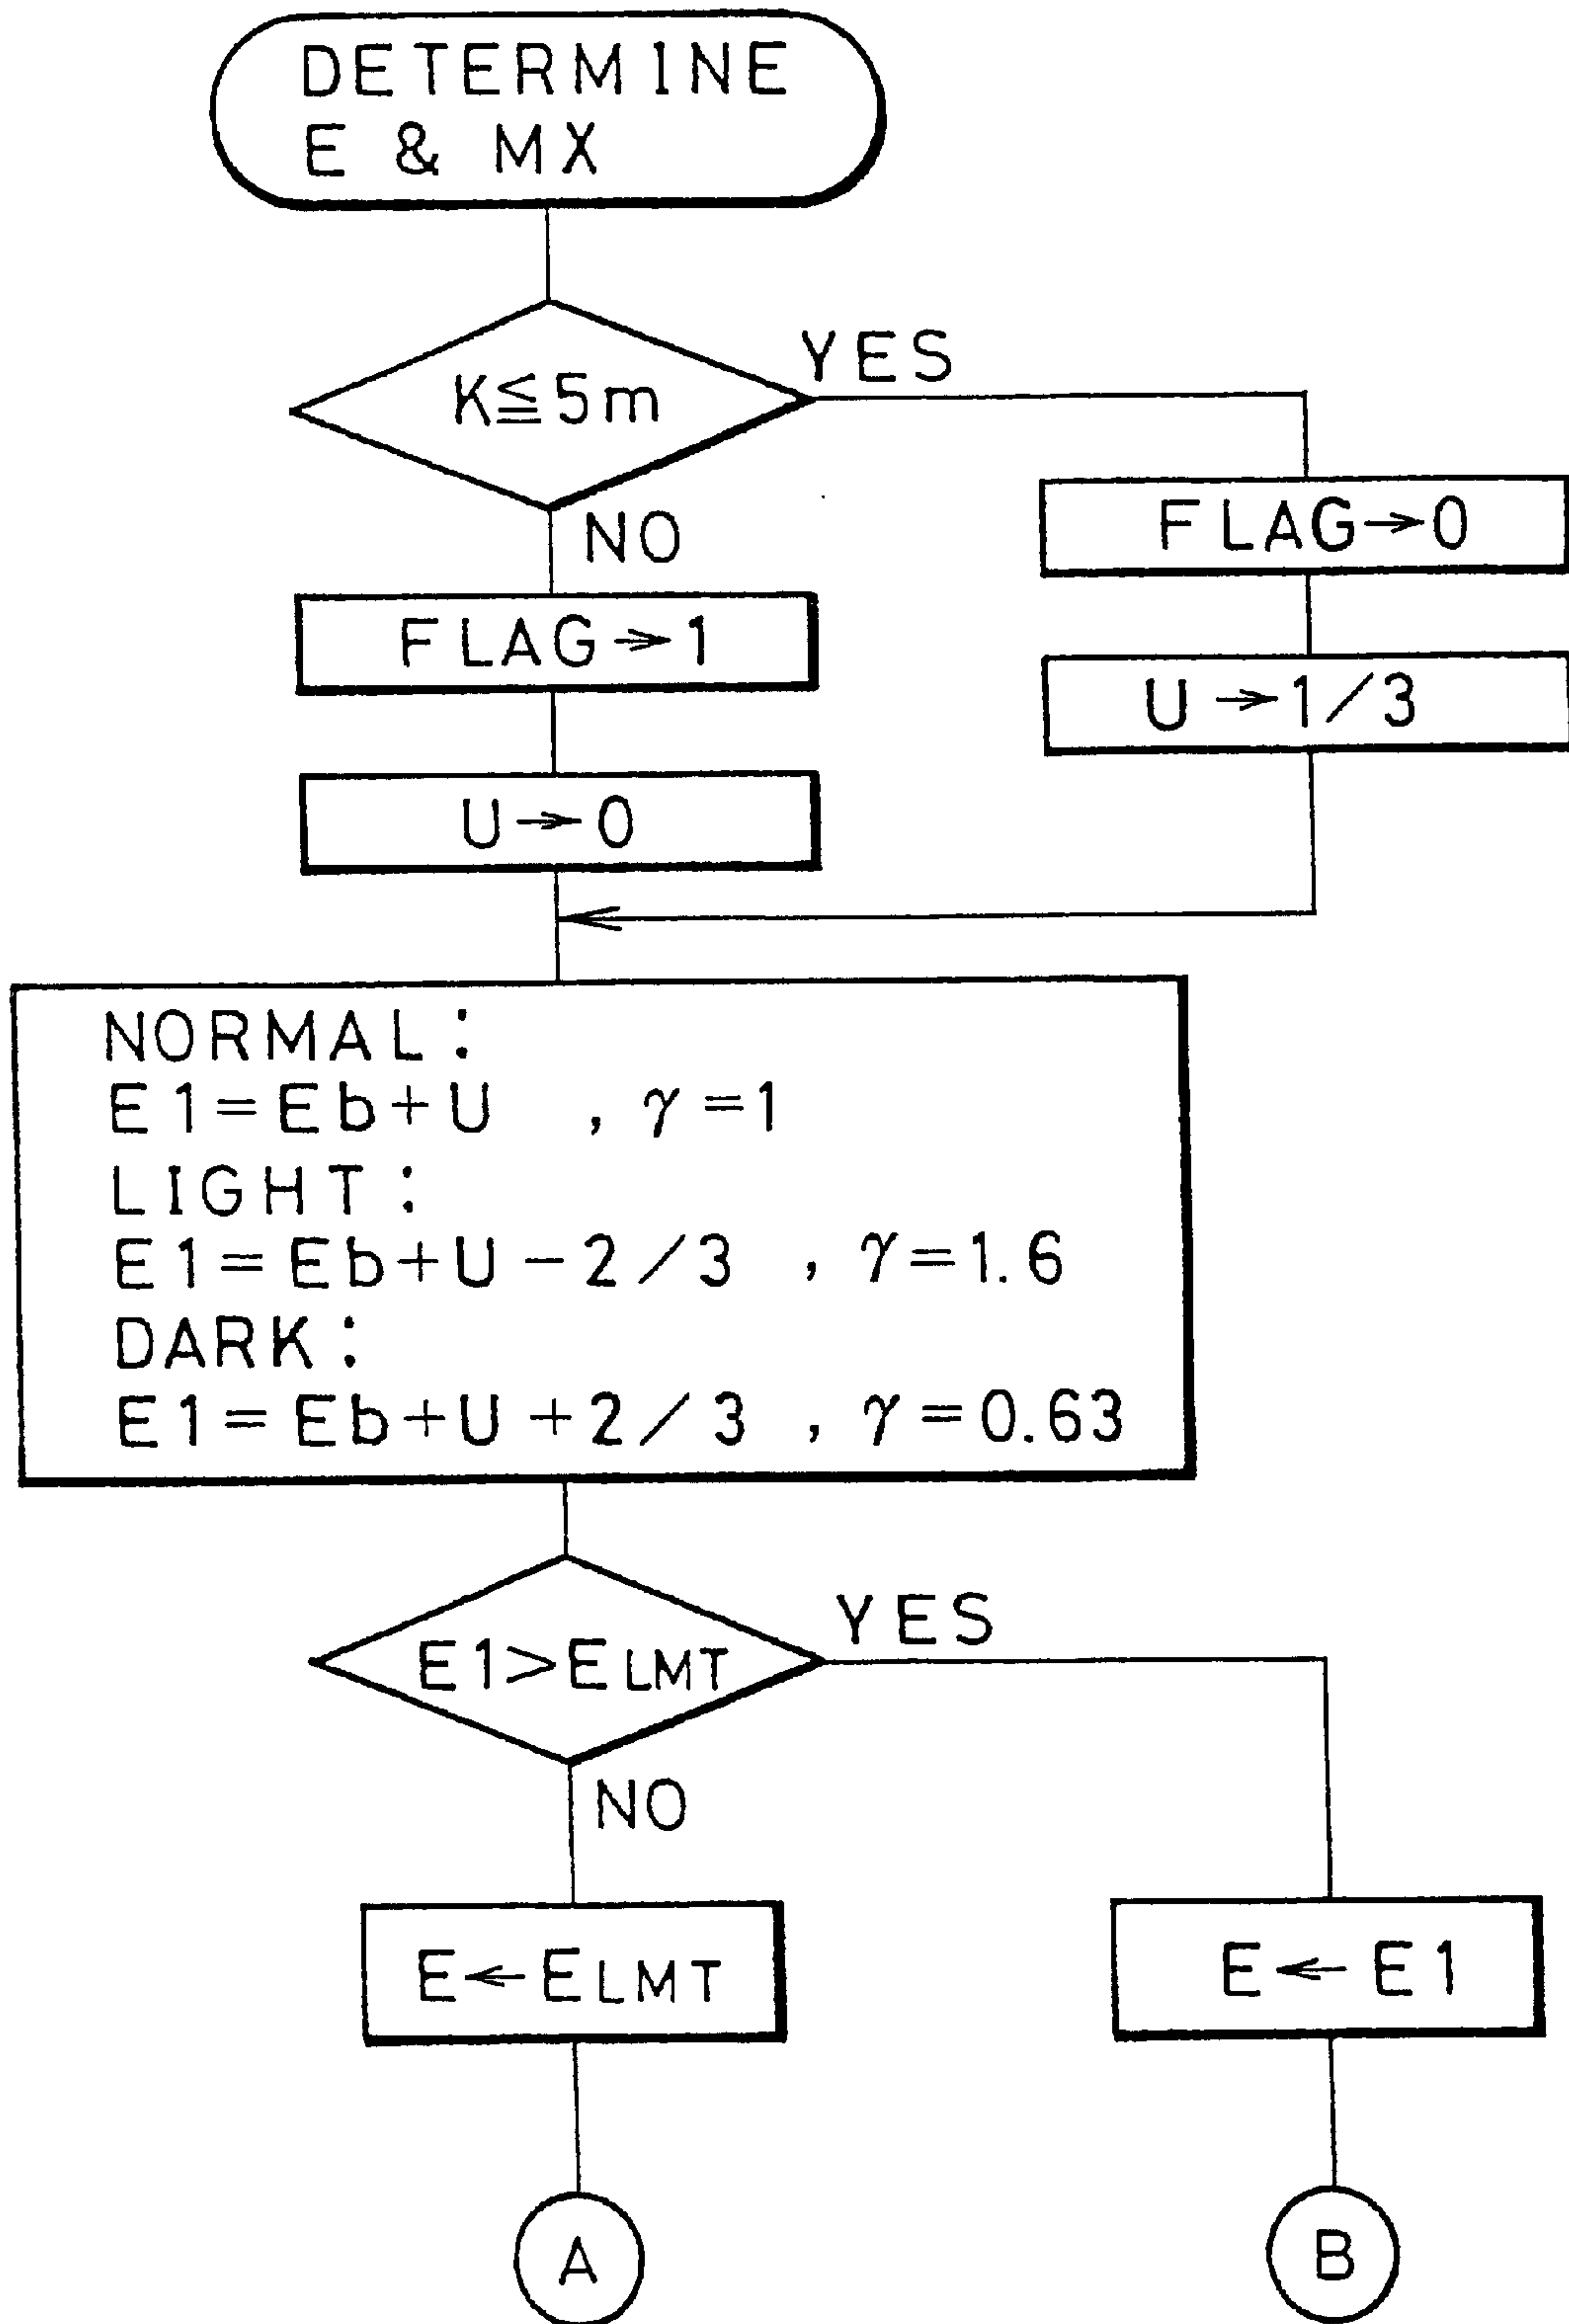 DETERMINE
E & MX
K≦5m
YES
NO
FLAG→0
FLAG→1
U→1/3
U→0
NORMAL:
E1=Eb+U , γ=1
LIGHT:
E1=Eb+U-2/3 , γ=1.6
DARK:
E1=Eb+U+2/3 , γ=0.63
E1>ELMT
YES
NO
E←ELMT
E←E1
A
B